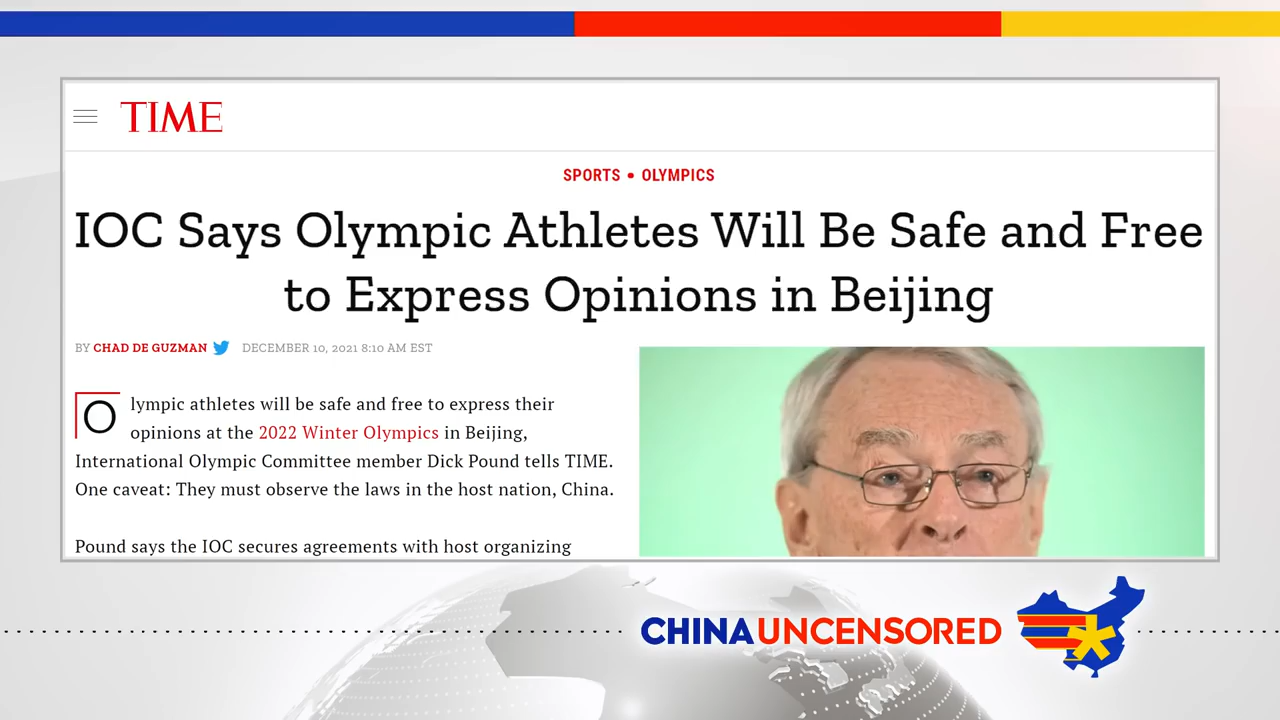 TIME
SPORTS • OLYMPICS
IOC Says Olympic Athletes Will Be Safe and Free
to Express Opinions in Beijing
BY CHAD DE GUZMAN DECEMBER 10, 2021 8:10 AM EST
Olympic athletes will be safe and free to express their
opinions at the 2022 Winter Olympics in Beijing,
International Olympic Committee member Dick Pound tells TIME.
One caveat: They must observe the laws in the host nation, China.
Pound says the IOC secures agreements with host organizing
CHINA UNCENSORED